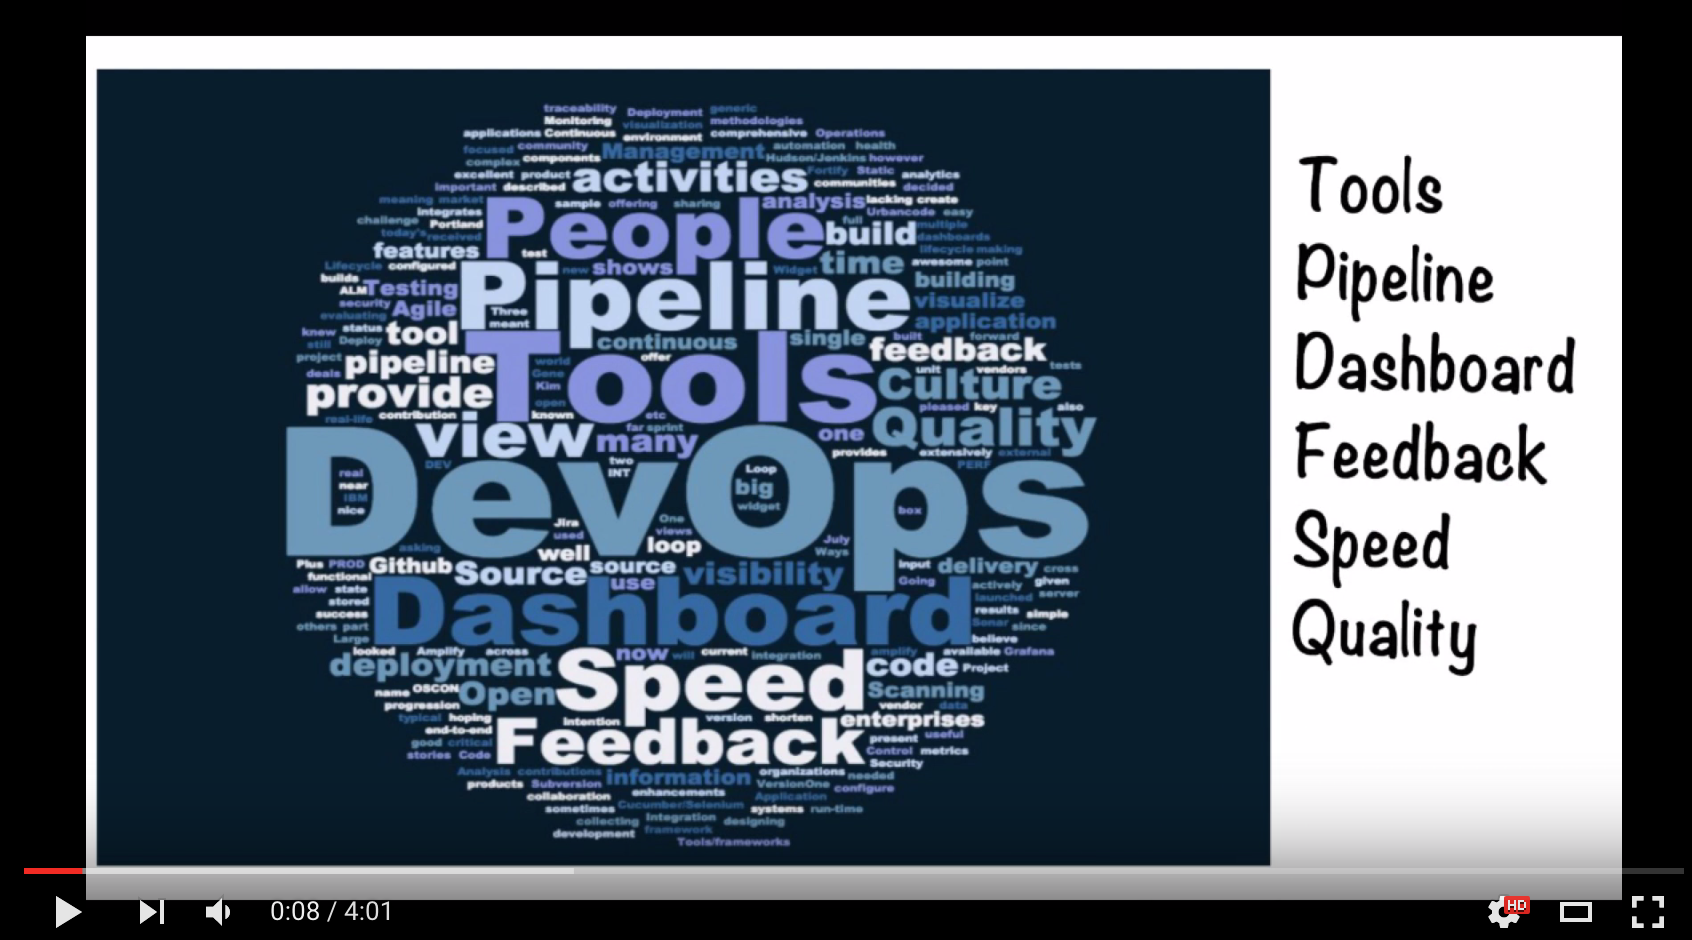 traceability Deployment generic
Monitoring visualization methodologies
applications Continuous environment comprehensive Operations
focused community Management automation health
complex components Hudson/Jenkins however
excellent product activities Fortify Static analytics
important described communities decided
meaning market sample offering sharing analysis lacking create
integrates People full Urbancode easy
challenge Portland build multiple
today's received dashboards
features test time lifecycle making
Lifecycle configured new shows Widget awesome point
builds Pipeline building
ALM Testing visualize
security Agile Three application
evaluating meant
knew status tool continuous single built forward
still Deploy Tools feedback
project pipeline world offer unit vendors tests
deals Gene Culture
provide Kim
open pleased key also
real-life contribution known etc Quality
view many far sprint one
provides extensively external
DEV two Loop PERF
real INT DevOps big
near widget
IBM
nice box
Jira One
used views July
asking well loop Ways
Plus PROD Github Source source visibility Input delivery cross
functional use Going actively given
allow state Dashboard launched server
stored results simple
success Sonar since
others part believe
Large
looked Amplify across now will current Integration amplify available Grafana
deployment Speed code Project
name OSCON Open Scanning
progression vendor data
typical hoping Intention version shorten enterprises
end-to-end Feedback present useful
good critical Control metrics
stories Code Security
Analysis contributions information organizations needed
products Subversion VersionOne configure
collaboration enhancements Application
sometimes Cucumber/Selenium systems run-time
collecting Integration designing
development framework
Tools/frameworks
Tools
Pipeline
Dashboard
Feedback
Speed
Quality
0:08 / 4:01
HD